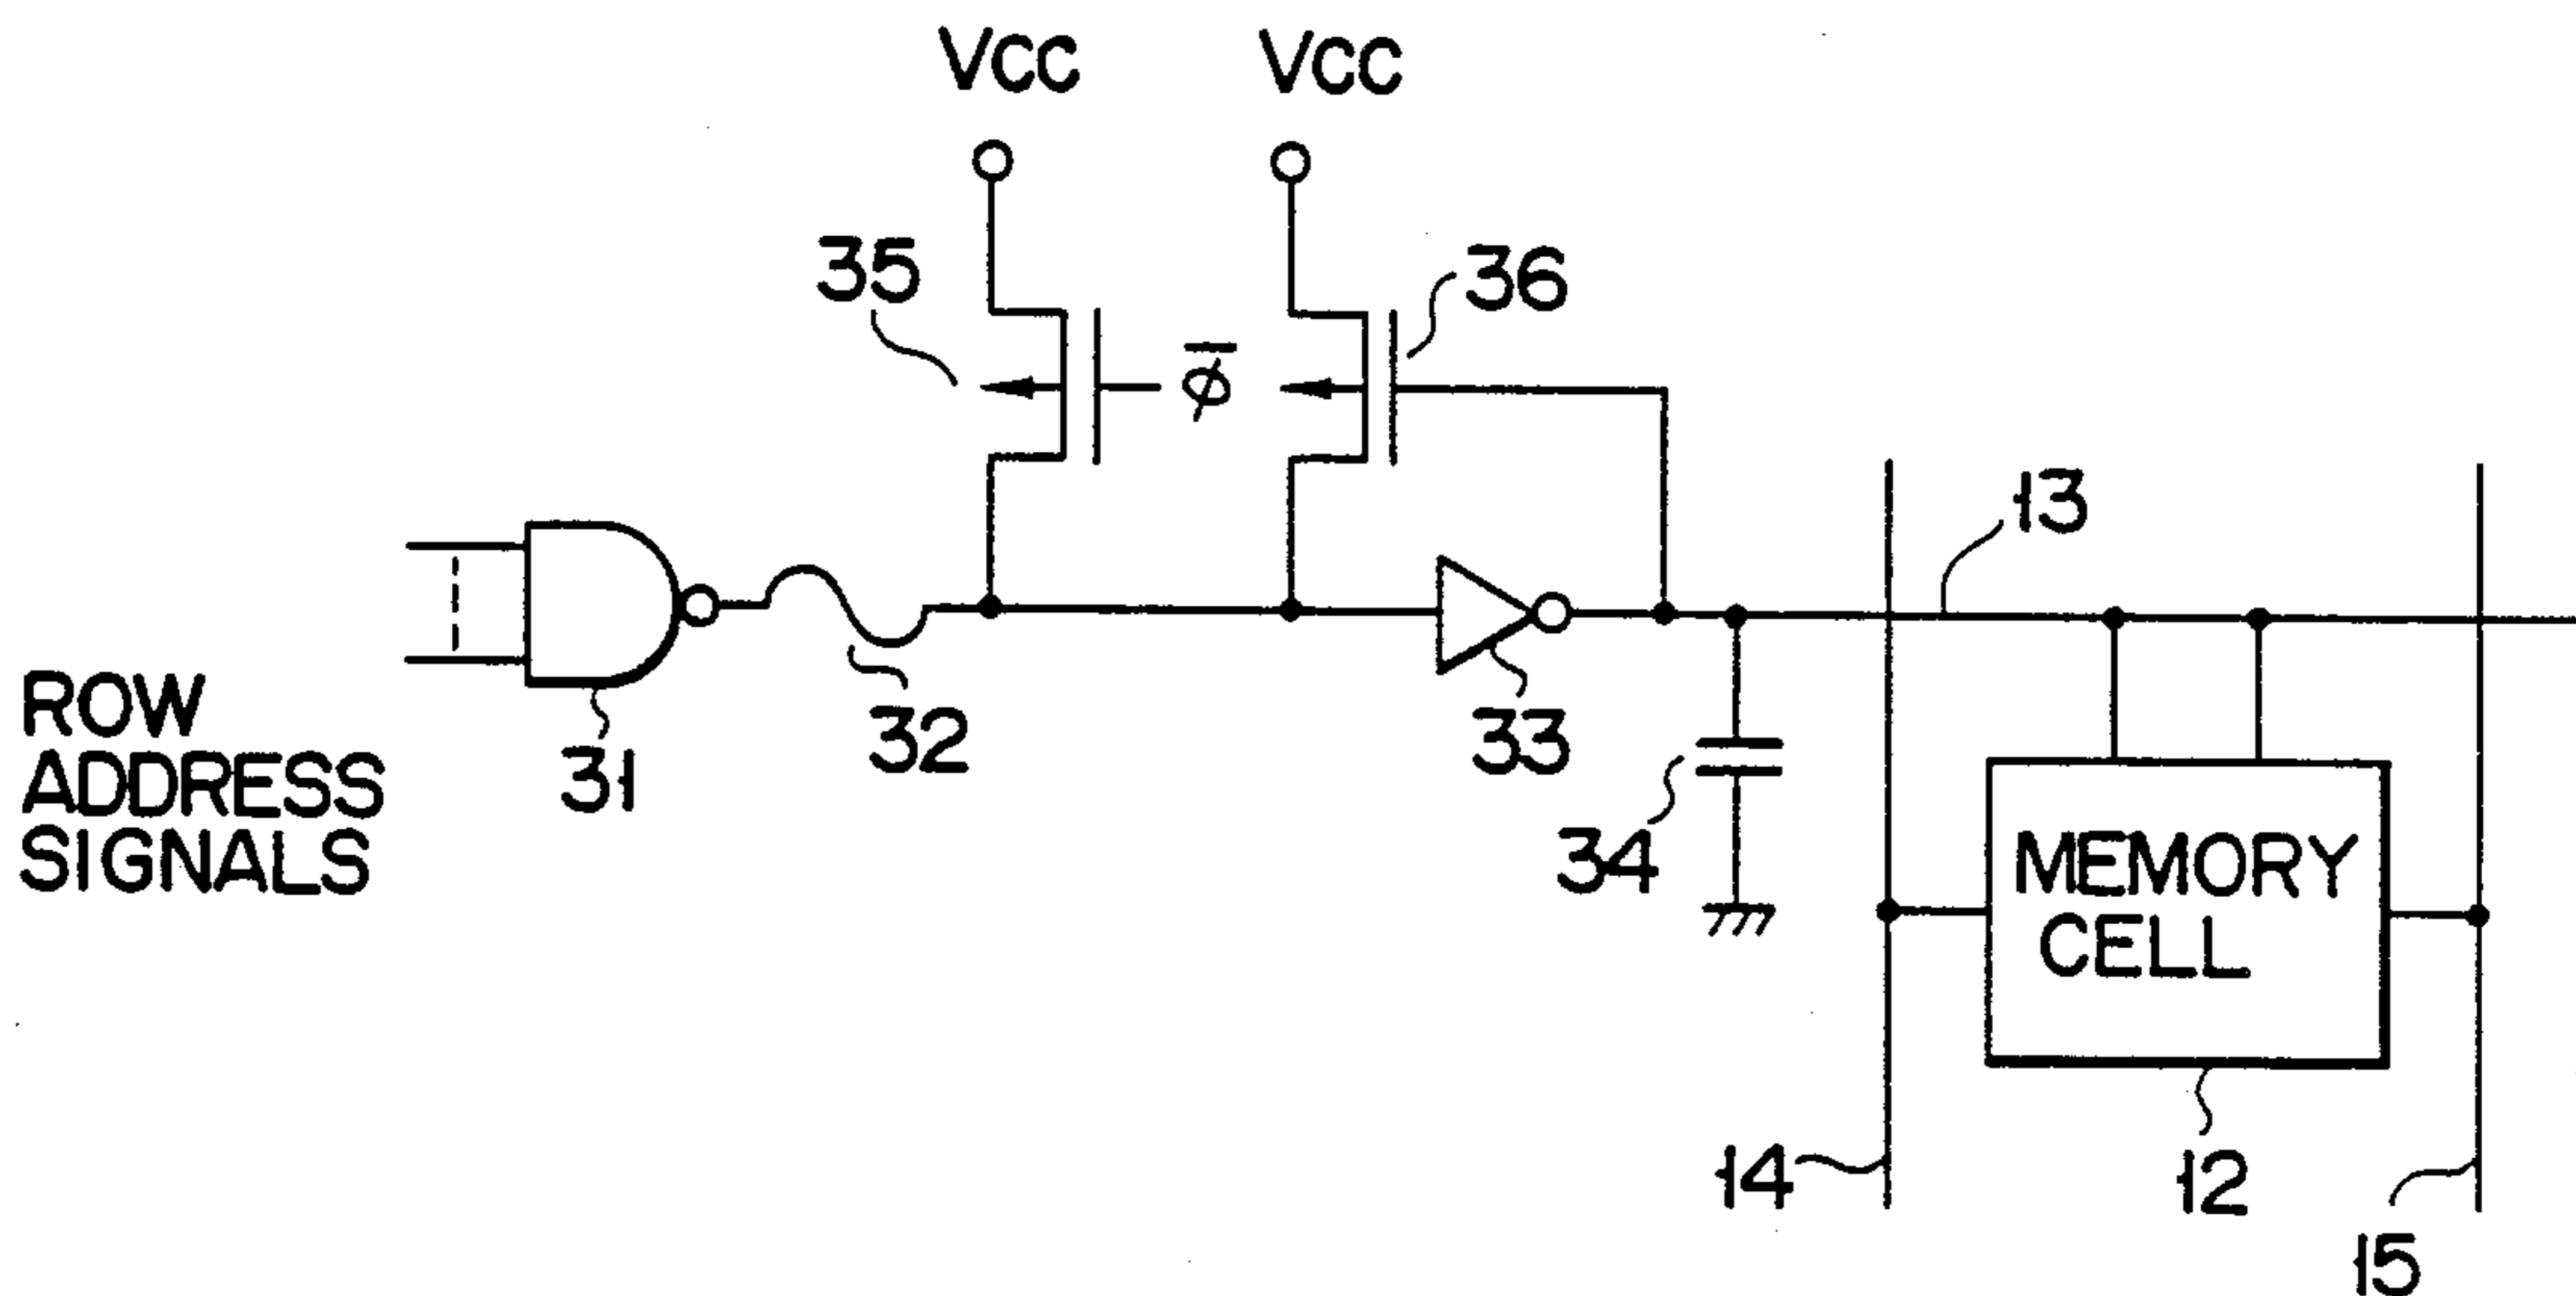 VCC
VCC
35
36
φ̅
13
ROW
ADDRESS
SIGNALS
31
32
33
34
MEMORY
CELL
14
12
15